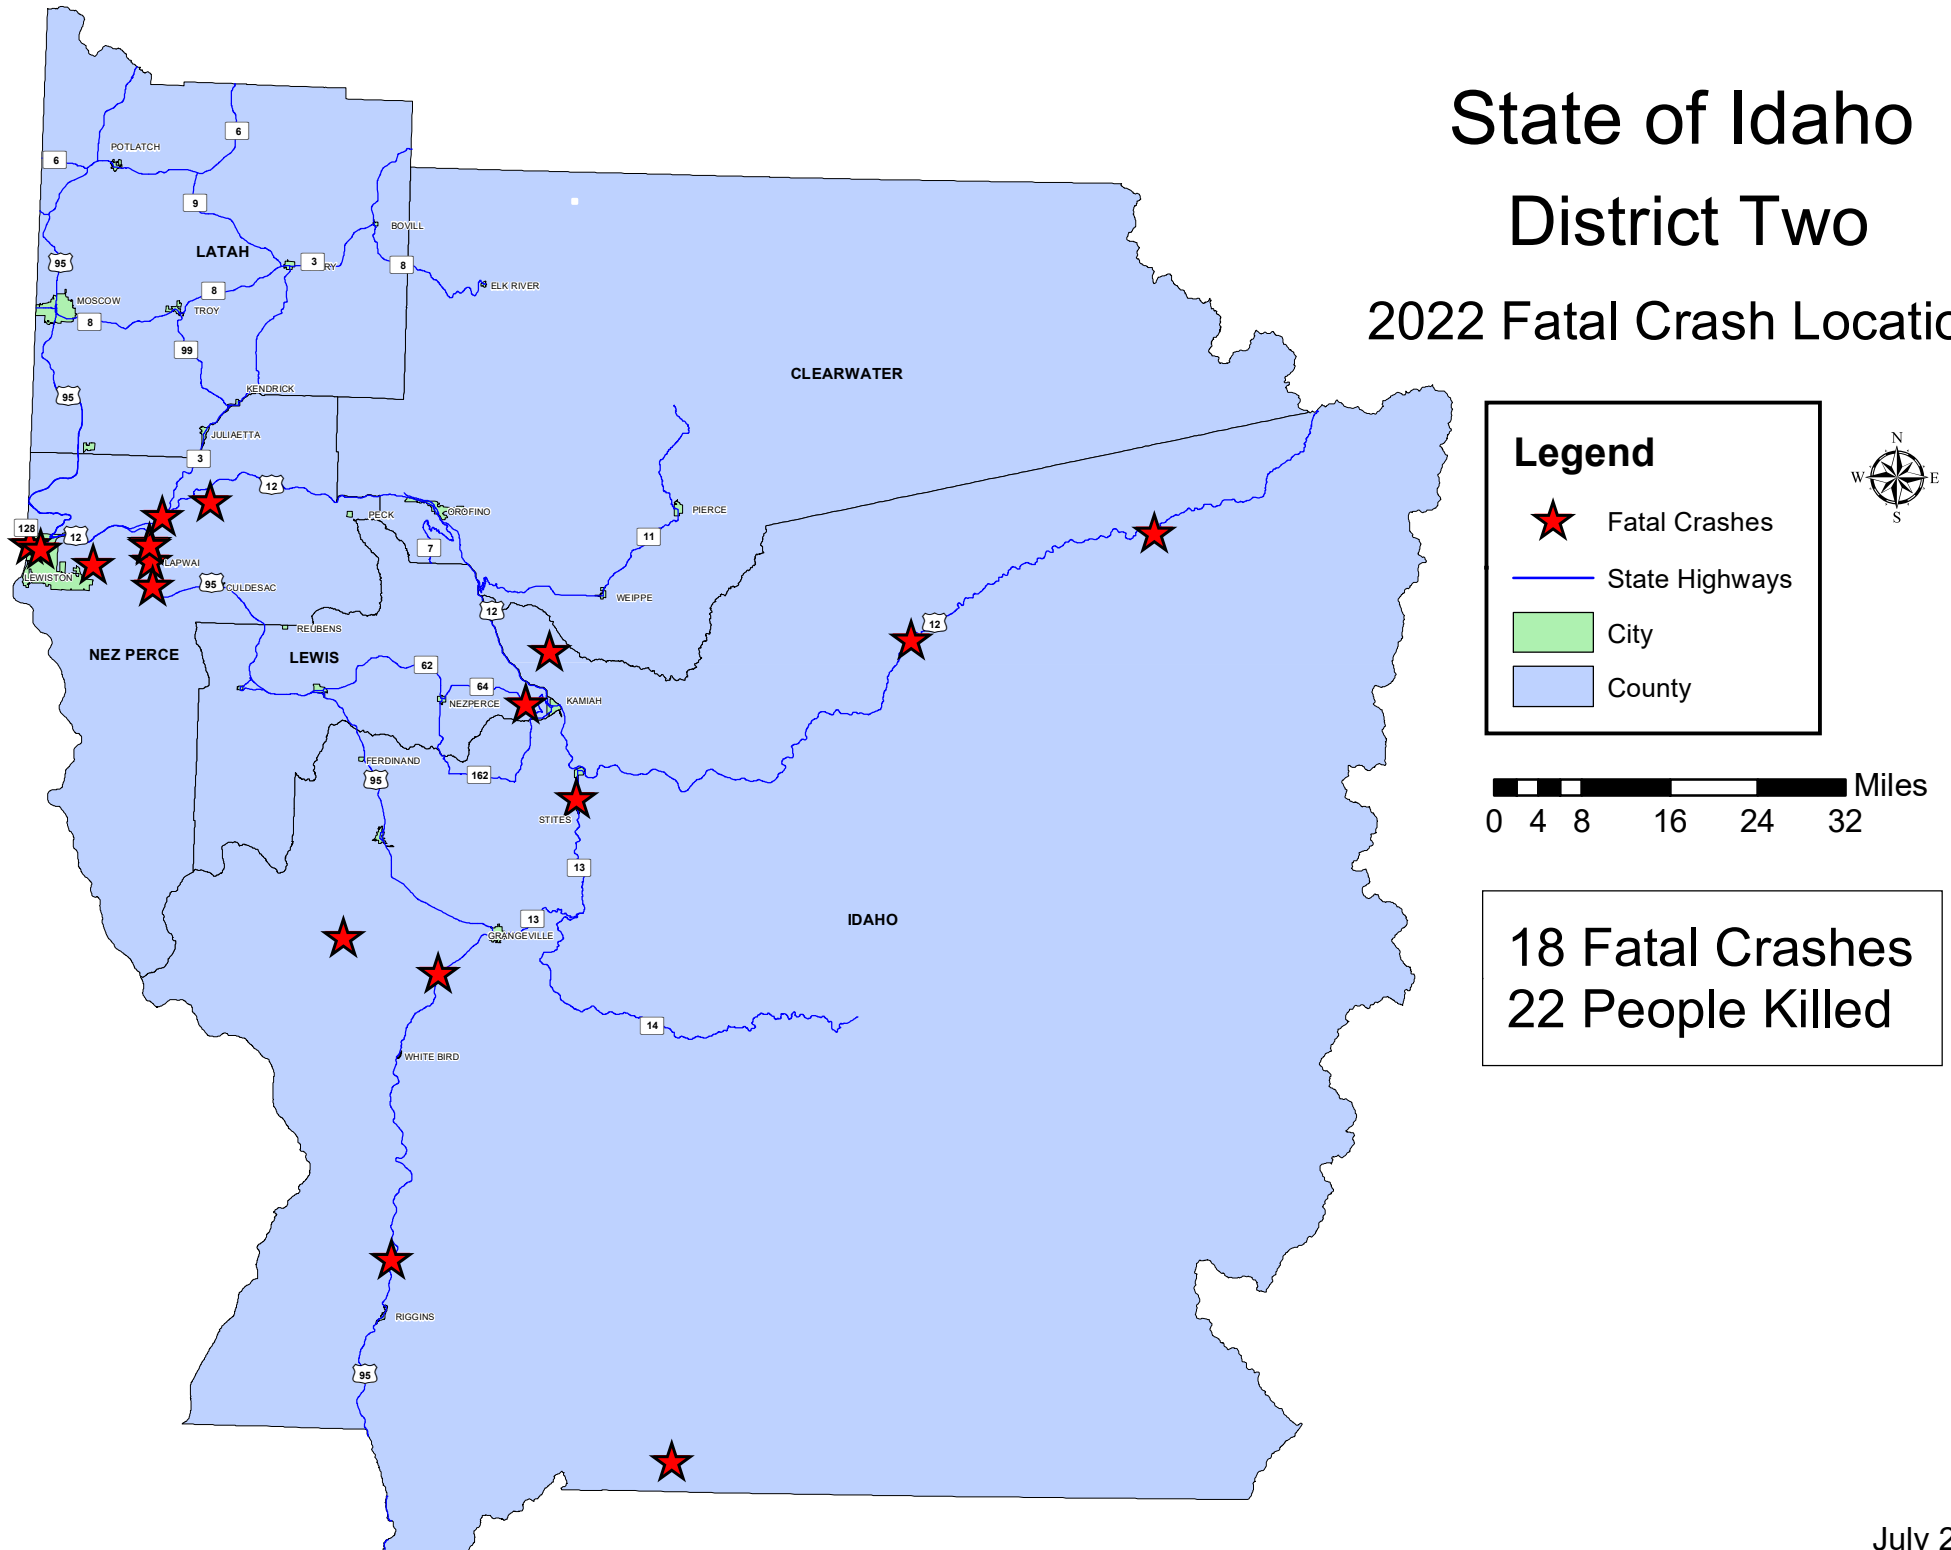 State of Idaho
District Two
2022 Fatal Crash Locatio
Legend
Fatal Crashes
State Highways
City
County
N
W
E
S
Miles
0 4 8 16 24 32
18 Fatal Crashes
22 People Killed
6
POTLATCH
6
9
BOVILL
LATAH
95
3
RY
8
ELK RIVER
8
MOSCOW
TROY
8
99
CLEARWATER
95
KENDRICK
JULIAETTA
3
12
128
12
PECK
OROFINO
PIERCE
7
11
LAPWAI
LEWISTON
95
CULDESAC
WEIPPE
12
12
REUBENS
NEZ PERCE
LEWIS
62
64
NEZPERCE
KAMIAH
FERDINAND
95
162
STITES
13
13
IDAHO
GRANGEVILLE
14
WHITE BIRD
RIGGINS
95
July 2